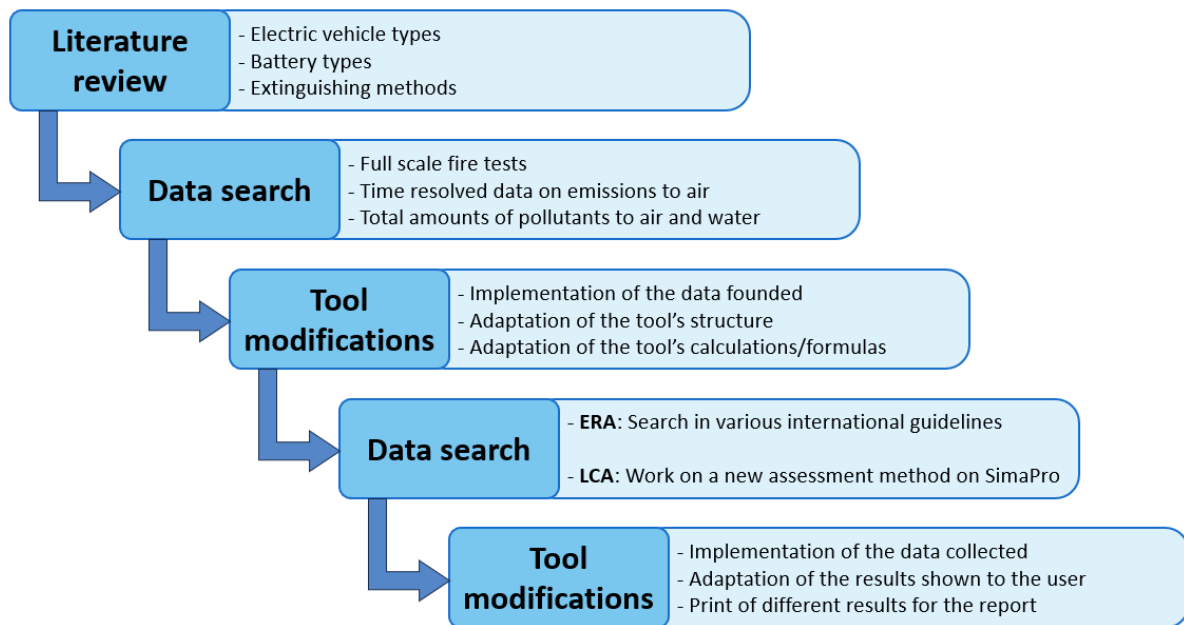 Literature
review
- Electric vehicle types
- Battery types
- Extinguishing methods
Data search
- Full scale fire tests
- Time resolved data on emissions to air
- Total amounts of pollutants to air and water
Tool
modifications
- Implementation of the data founded
- Adaptation of the tool’s structure
- Adaptation of the tool’s calculations/formulas
Data search
- ERA: Search in various international guidelines
- LCA: Work on a new assessment method on SimaPro
Tool
modifications
- Implementation of the data collected
- Adaptation of the results shown to the user
- Print of different results for the report